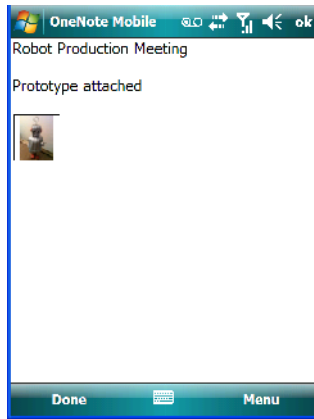 OneNote Mobile ok
Robot Production Meeting
Prototype attached
Done Menu